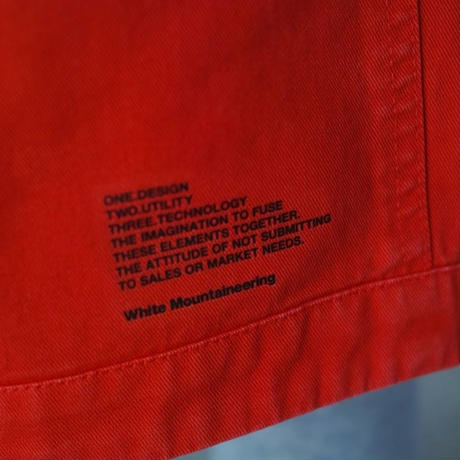 ONE.DESIGN
TWO.UTILITY
THREE.TECHNOLOGY
THE IMAGINATION TO FUSE
THESE ELEMENTS TOGETHER.
THE ATTITUDE OF NOT SUBMITTING
TO SALES OR MARKET NEEDS.
White Mountaineering